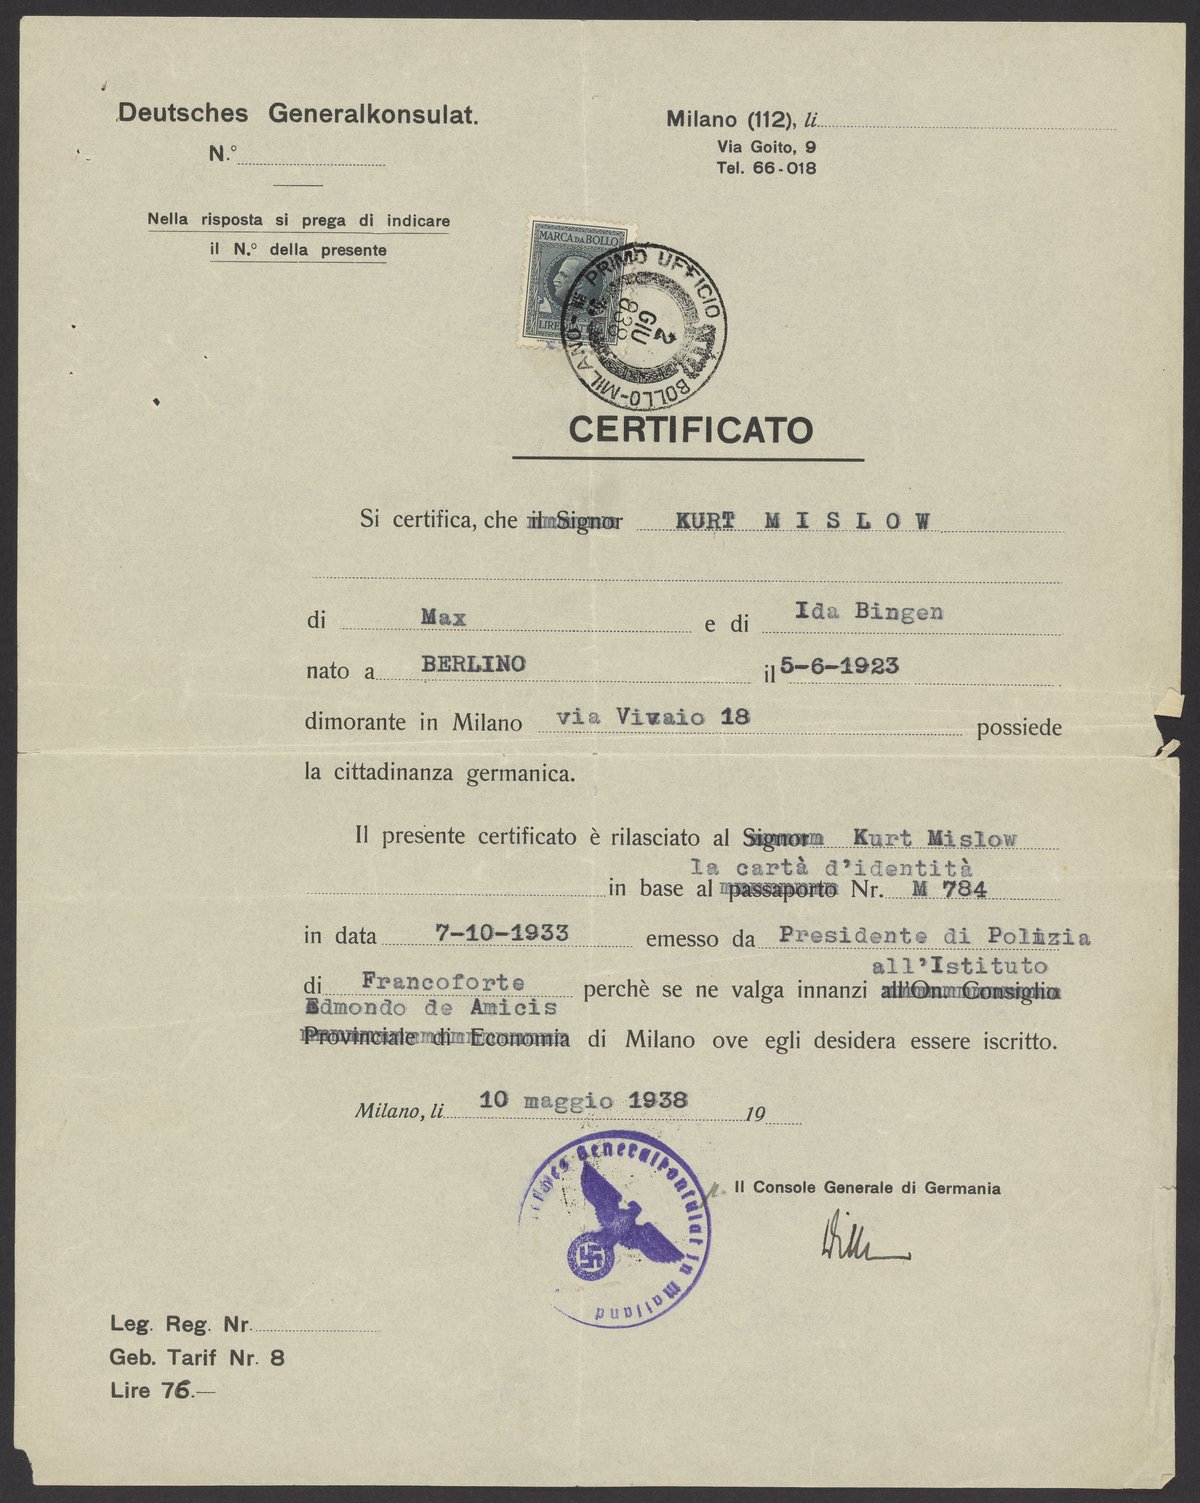 Deutsches Generalkonsulat.
N.º
Nella risposta si prega di indicare
il N.º della presente
Milano (112), li
Via Goito, 9
Tel. 66-018
MARCA DA BOLLO
LIRE
PRIMO UFFICIO BOLLO-MILANO
2 GIU 938
CERTIFICATO
Si certifica, che il Signor KURT MISLOW
di Max e di Ida Bingen
nato a BERLINO il 5-6-1923
dimorante in Milano via Vivaio 18 possiede
la cittadinanza germanica.
Il presente certificato è rilasciato al Signor Kurt Mislow
la cartà d'identità
in base al passaporto Nr. M 784
in data 7-10-1933 emesso da Presidente di Polizia
all'Istituto
di Francoforte perchè se ne valga innanzi all'On. Consiglio
Edmondo de Amicis
Provinciale di Economia di Milano ove egli desidera essere iscritto.
Milano, li 10 maggio 1938 19
Generalkonsulat in Mailand
Il Console Generale di Germania
Leg. Reg. Nr.
Geb. Tarif Nr. 8
Lire 76.—